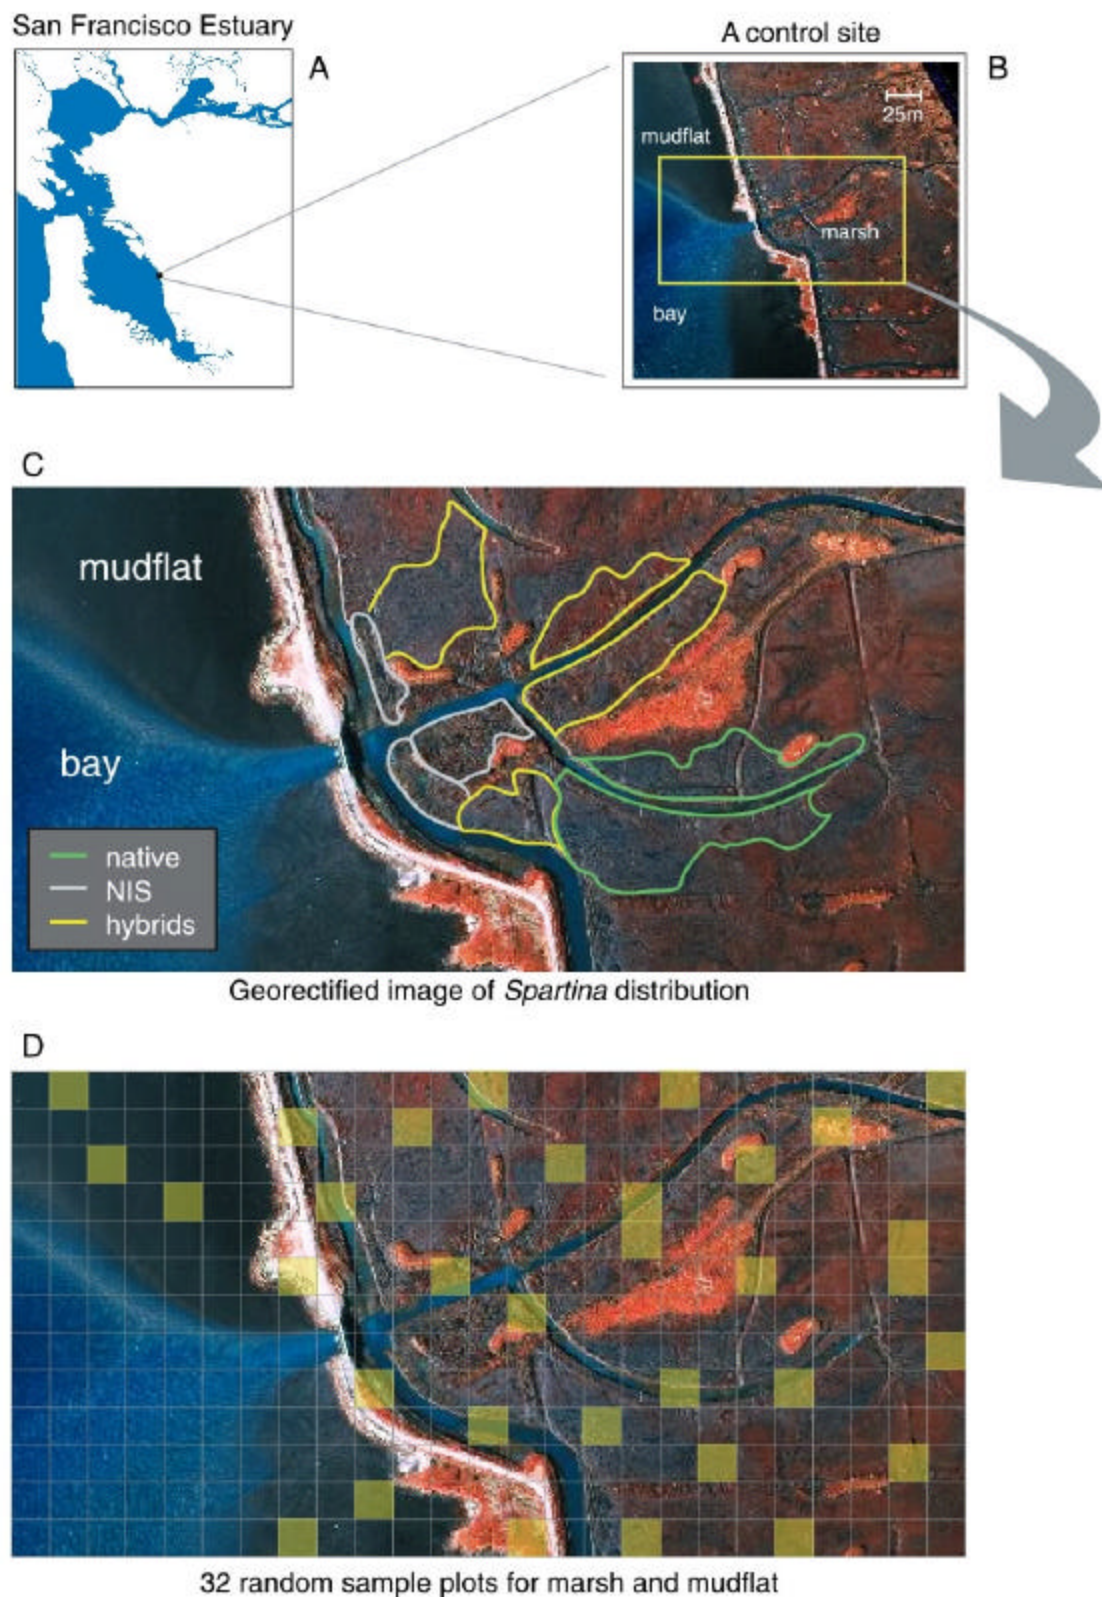 San Francisco Estuary
A
A control site
B
25m
mudflat
marsh
bay
C
mudflat
bay
native
NIS
hybrids
Georectified image of Spartina distribution
D
32 random sample plots for marsh and mudflat